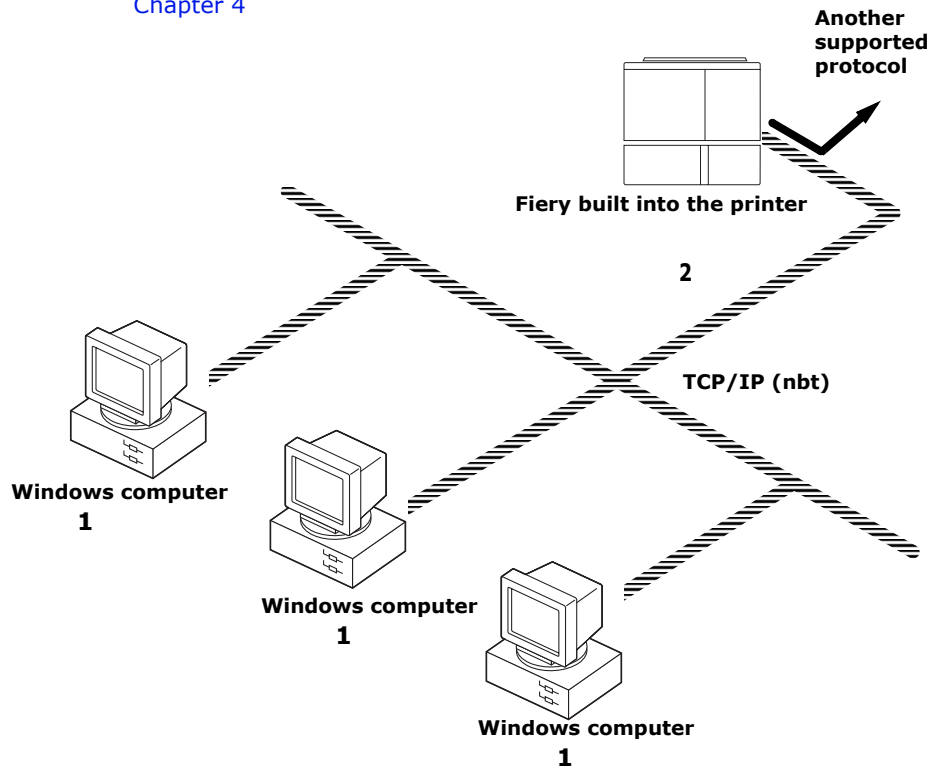 Chapter 4
Another
supported
protocol
Fiery built into the printer
2
TCP/IP (nbt)
Windows computer
1
Windows computer
1
Windows computer
1